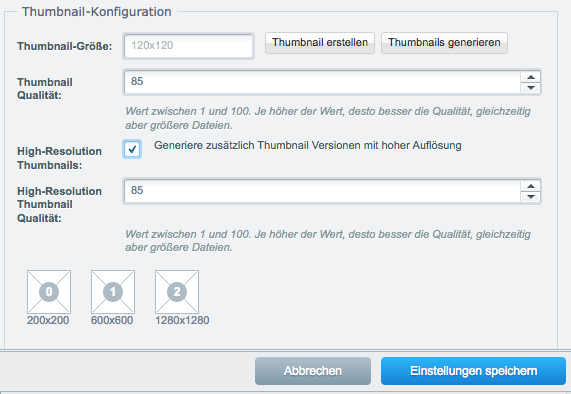 Thumbnail-Konfiguration
Thumbnail-Größe: 120x120 Thumbnail erstellen Thumbnails generieren
Thumbnail Qualität: 85
Wert zwischen 1 und 100. Je höher der Wert, desto besser die Qualität, gleichzeitig
aber größere Dateien.
High-Resolution Thumbnails: Generiere zusätzlich Thumbnail Versionen mit hoher Auflösung
High-Resolution Thumbnail Qualität: 85
Wert zwischen 1 und 100. Je höher der Wert, desto besser die Qualität, gleichzeitig
aber größere Dateien.
0 1 2
200x200 600x600 1280x1280
Abbrechen Einstellungen speichern